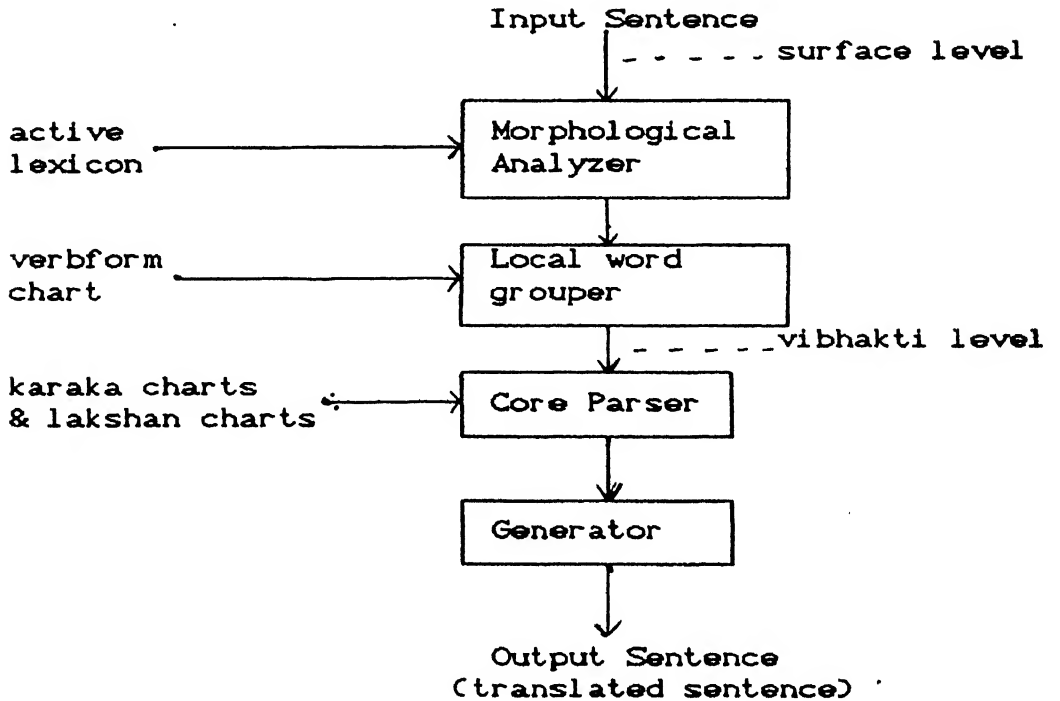 Input Sentence
surface level
active
lexicon
Morphological
Analyzer
verbform
chart
Local word
grouper
vibhakti level
karaka charts
& lakshan charts
Core Parser
Generator
Output Sentence
(translated sentence)